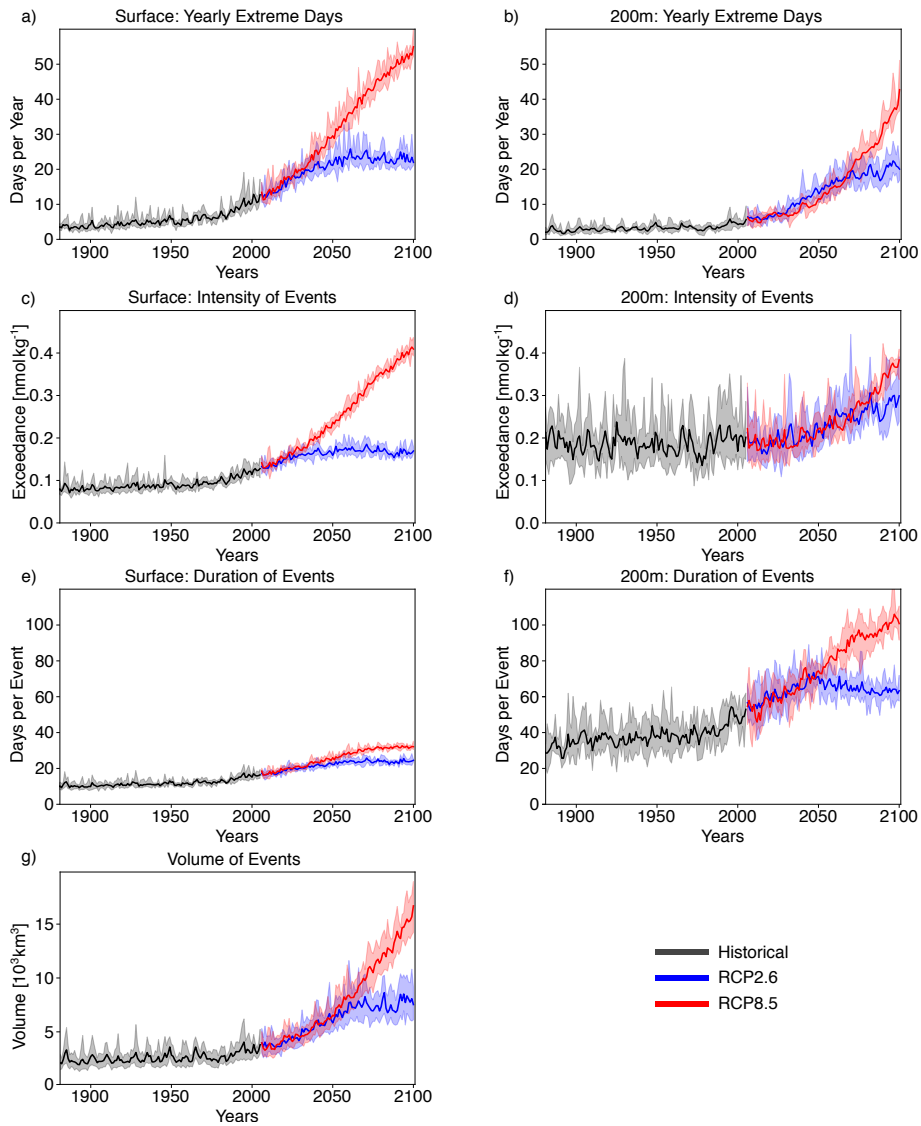 a)
Surface: Yearly Extreme Days
Days per Year
50
40
30
20
10
0
1900
1950
2000
2050
2100
Years
b)
200m: Yearly Extreme Days
Days per Year
50
40
30
20
10
0
1900
1950
2000
2050
2100
Years
c)
Surface: Intensity of Events
Exceedance [nmol kg⁻¹]
0.4
0.3
0.2
0.1
0.0
1900
1950
2000
2050
2100
Years
d)
200m: Intensity of Events
Exceedance [nmol kg⁻¹]
0.4
0.3
0.2
0.1
0.0
1900
1950
2000
2050
2100
Years
e)
Surface: Duration of Events
Days per Event
100
80
60
40
20
0
1900
1950
2000
2050
2100
Years
f)
200m: Duration of Events
Days per Event
100
80
60
40
20
0
1900
1950
2000
2050
2100
Years
g)
Volume of Events
Volume [10³km³]
15
10
5
0
1900
1950
2000
2050
2100
Years
Historical
RCP2.6
RCP8.5